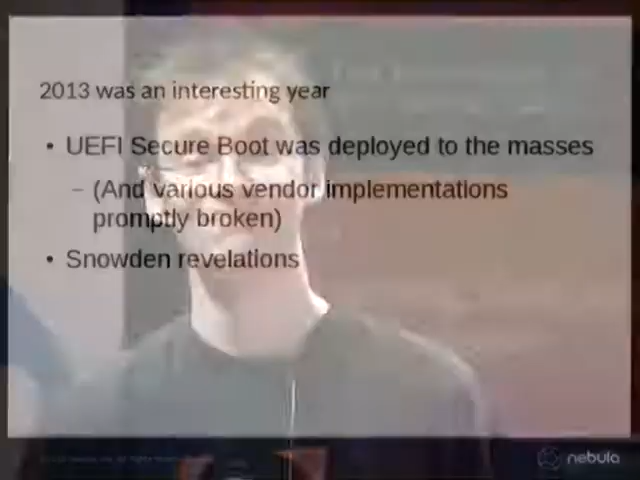 2013 was an interesting year
• UEFI Secure Boot was deployed to the masses
– (And various vendor implementations
promptly broken)
• Snowden revelations
nebula